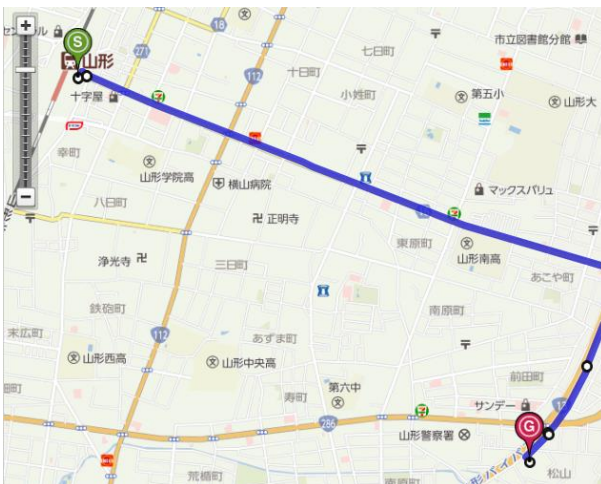 S
山形
十字屋
271
18
112
七日町
十日町
小姓町
市立図書館分館
第五小
山形大
幸町
山形学院高
横山病院
八日町
マックスバリュ
正明寺
浄光寺
三日町
東原町
山形南高
あこや町
鉄砲町
南原町
末広町
112
あずま町
山形西高
山形中央高
第六中
寿町
前田町
サンデー
286
山形警察署
G
荒楯町
松山